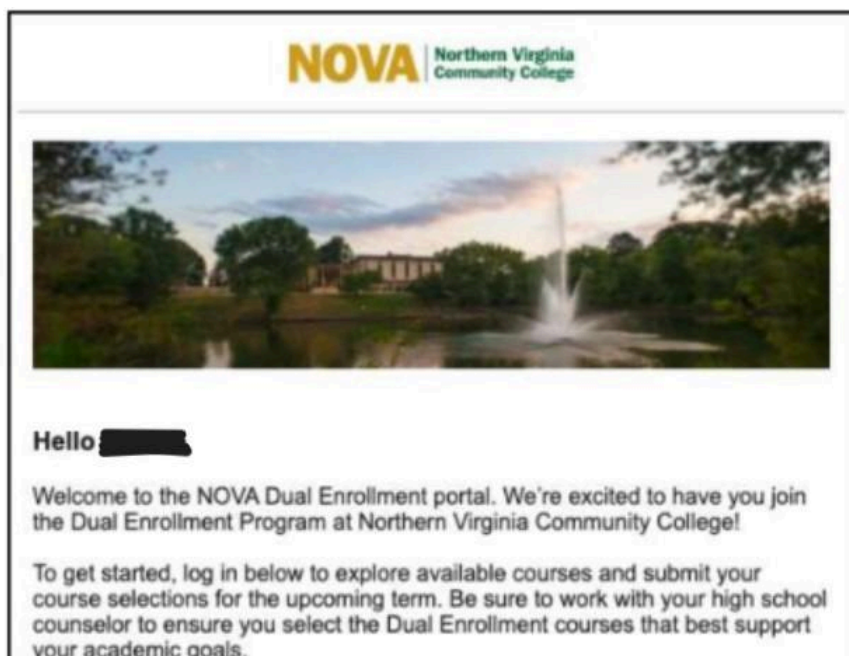 NOVA
Northern Virginia
Community College
Hello
Welcome to the NOVA Dual Enrollment portal. We're excited to have you join
the Dual Enrollment Program at Northern Virginia Community College!
To get started, log in below to explore available courses and submit your
course selections for the upcoming term. Be sure to work with your high school
counselor to ensure you select the Dual Enrollment courses that best support
your academic goals.